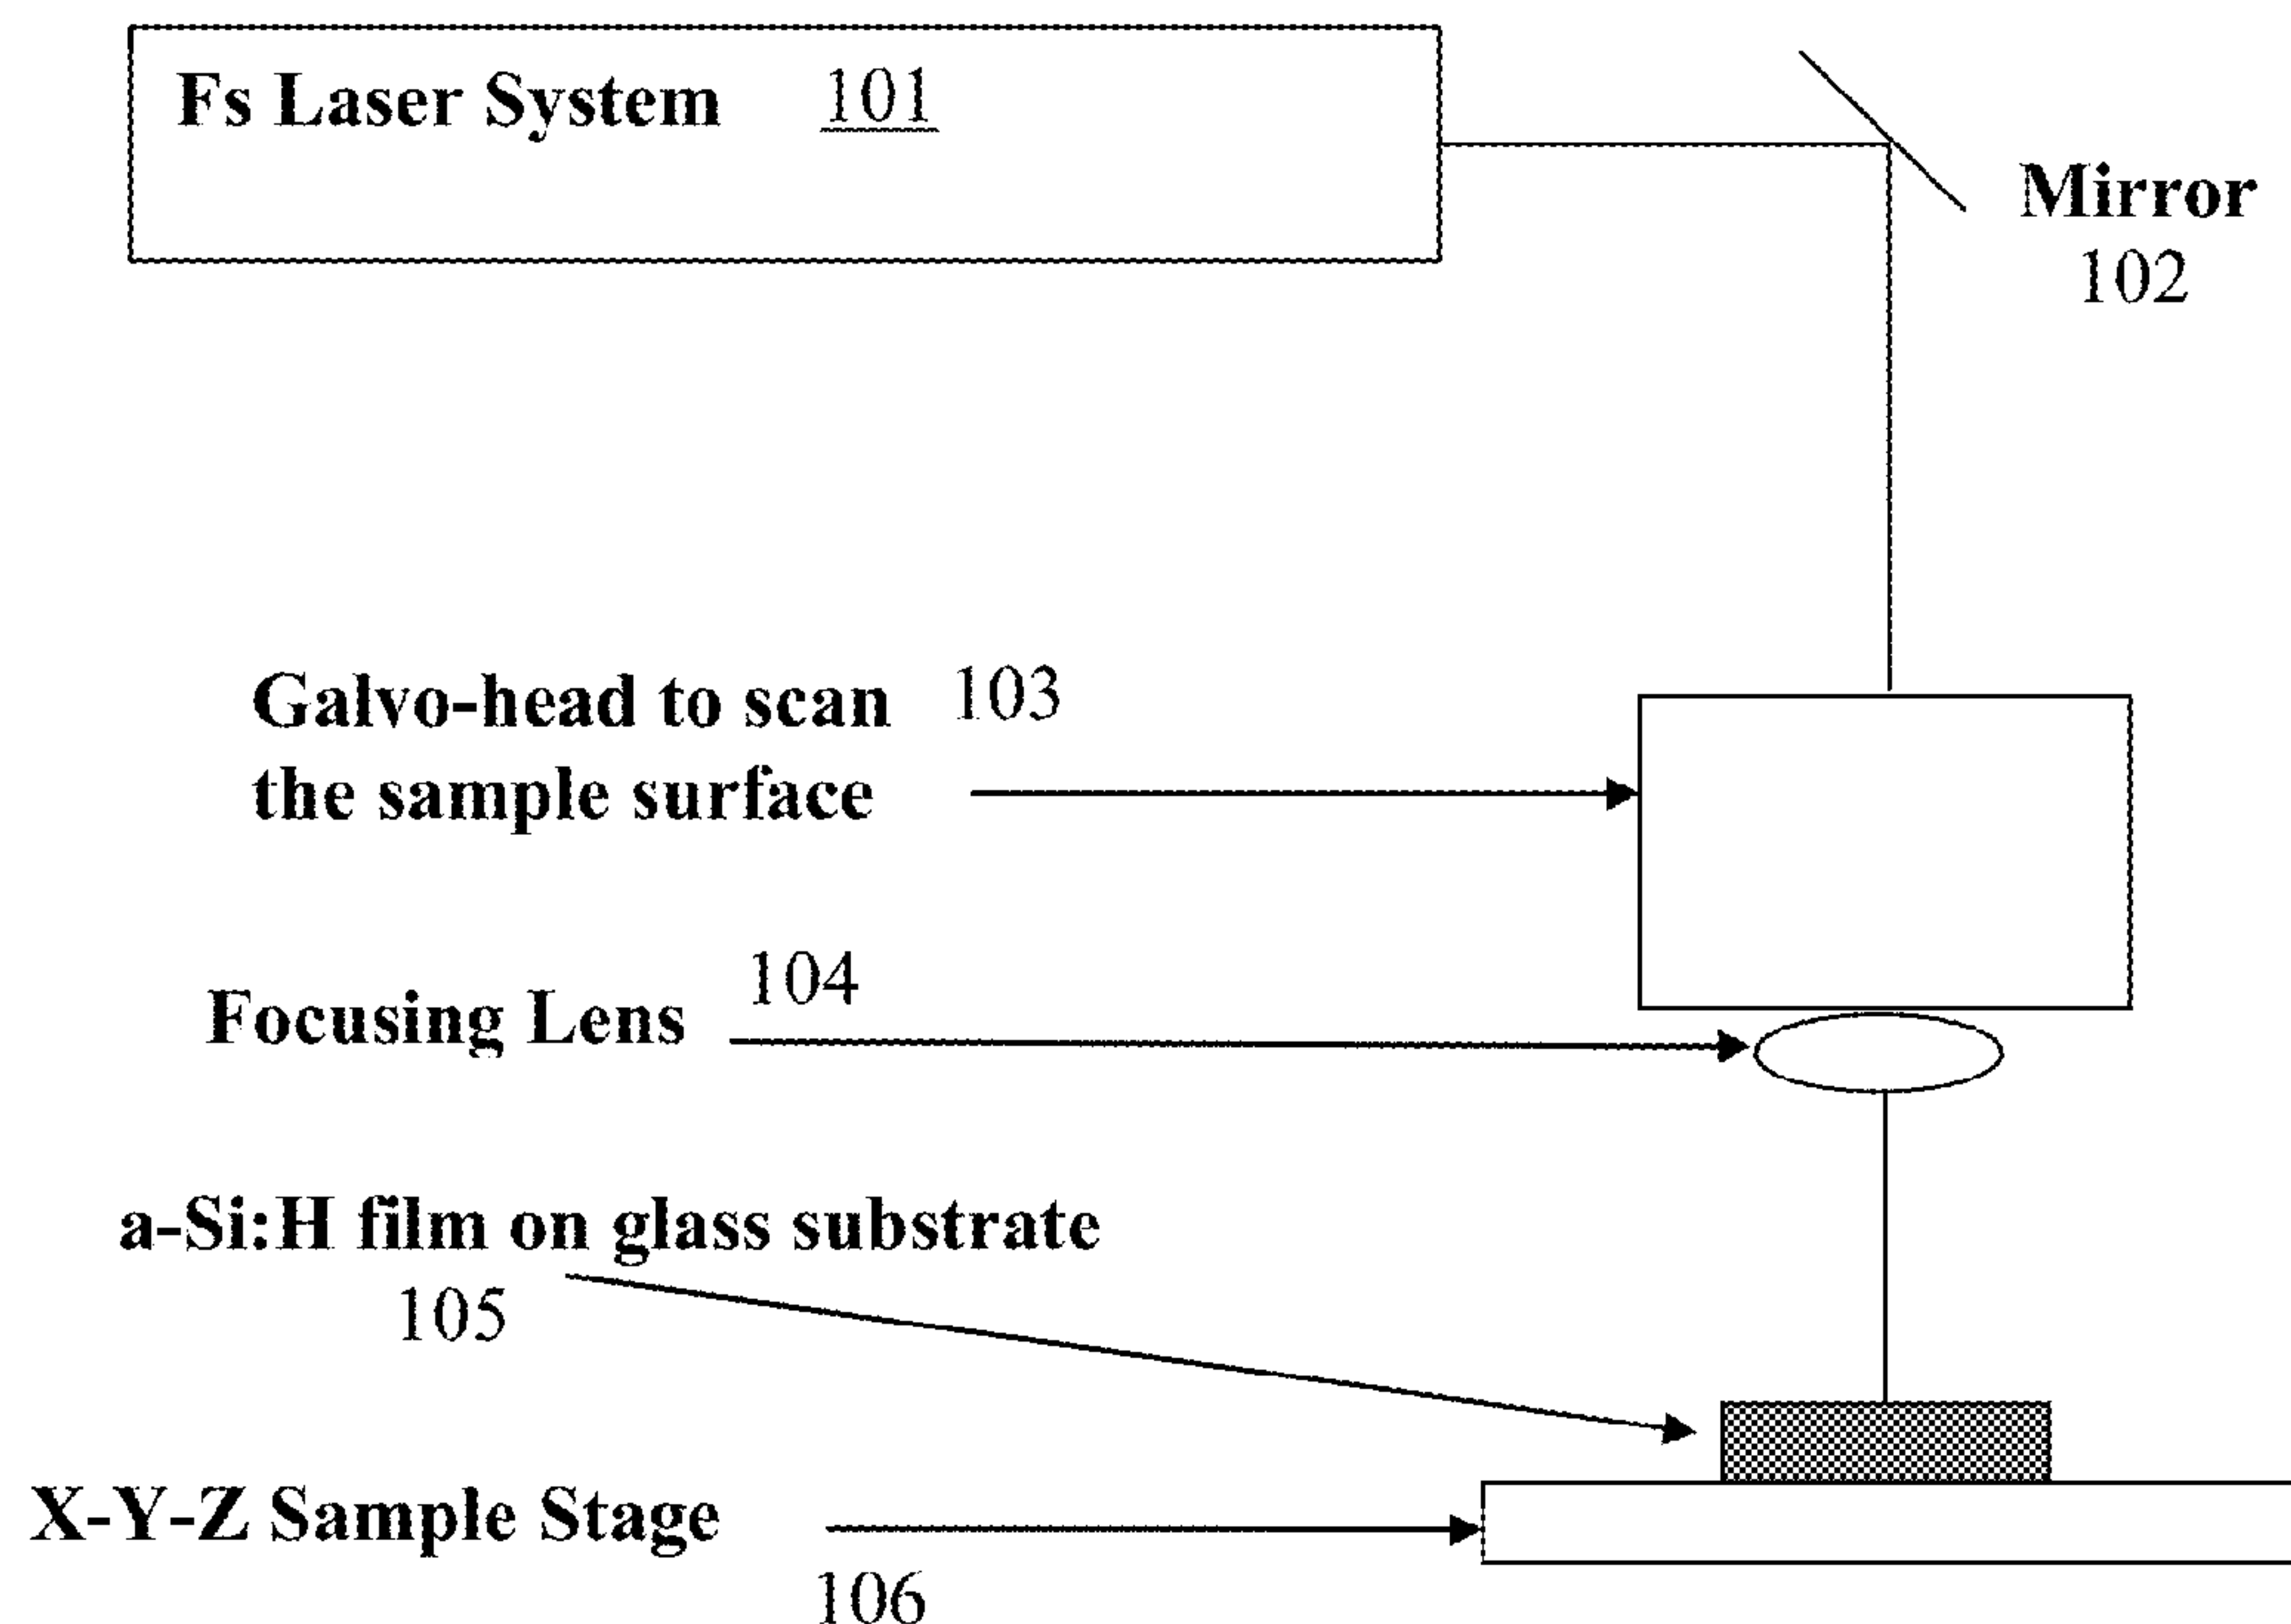 Fs Laser System 101
Mirror
102
Galvo-head to scan 103
the sample surface
104
Focusing Lens
a-Si:H film on glass substrate
105
X-Y-Z Sample Stage
106